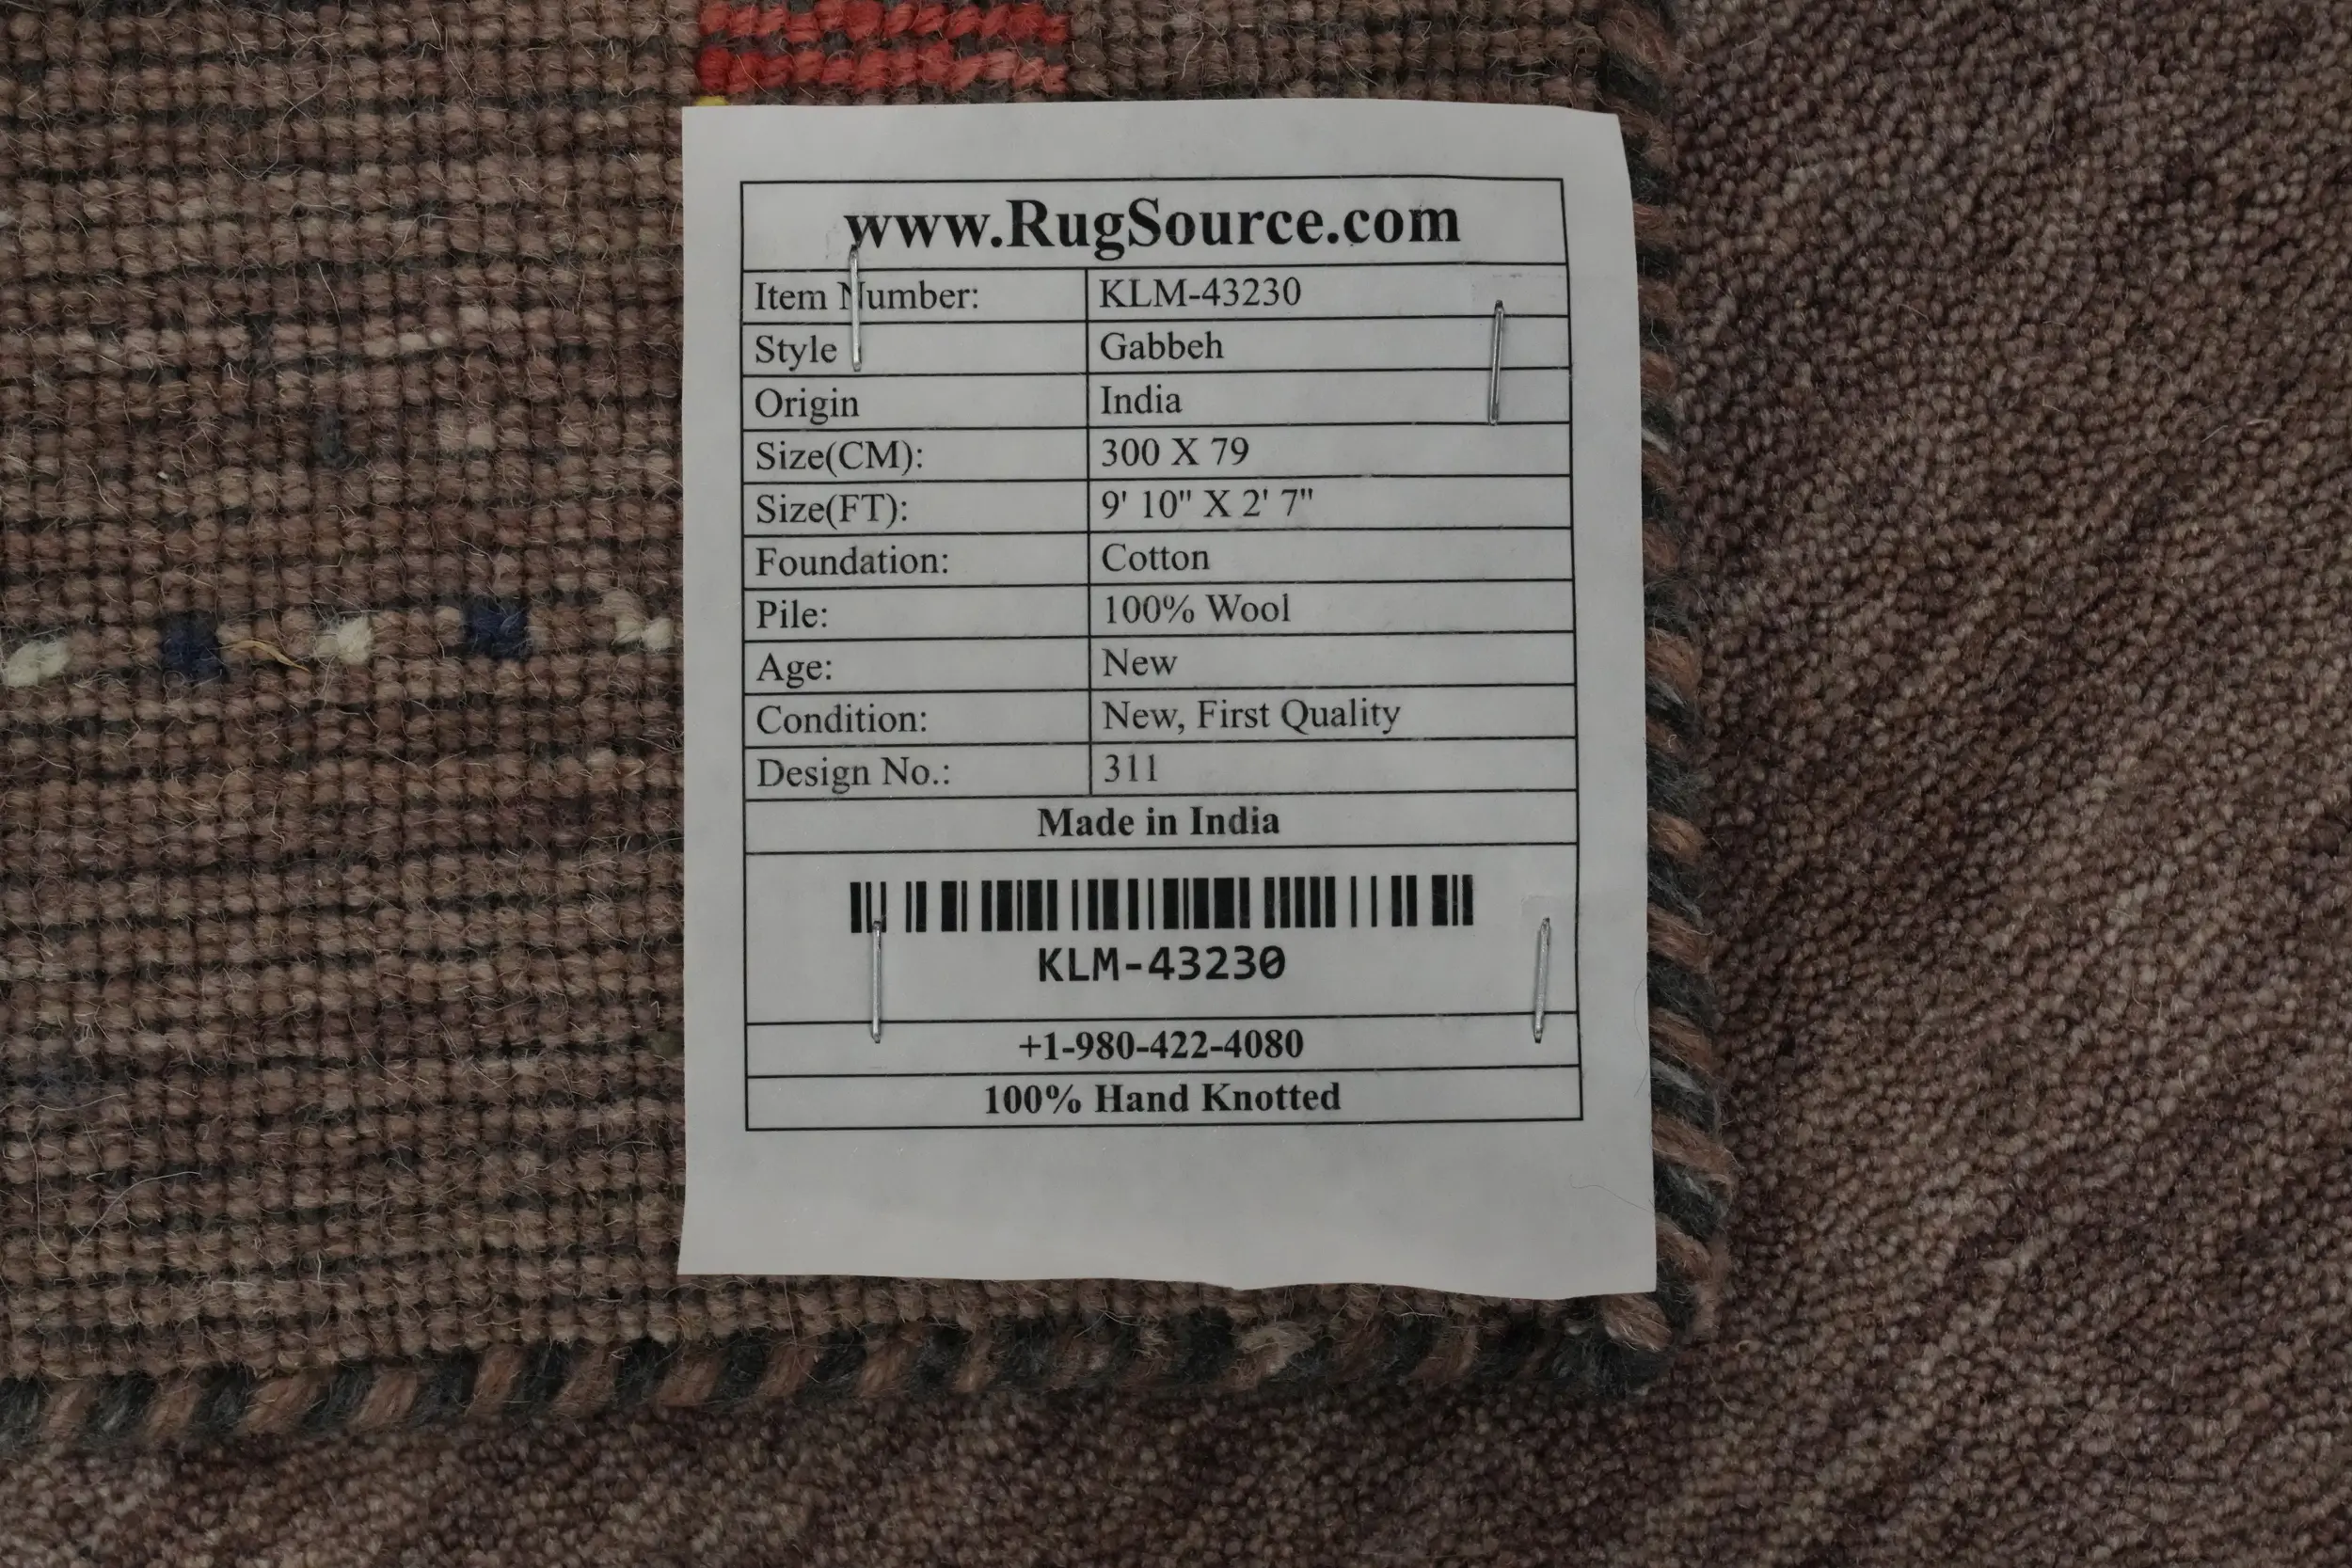 www.RugSource.com
Item Number: KLM-43230
Style Gabbeh
Origin India
Size(CM): 300 X 79
Size(FT): 9' 10" X 2' 7"
Foundation: Cotton
Pile: 100% Wool
Age: New
Condition: New, First Quality
Design No.: 311
Made in India
KLM-43230
+1-980-422-4080
100% Hand Knotted